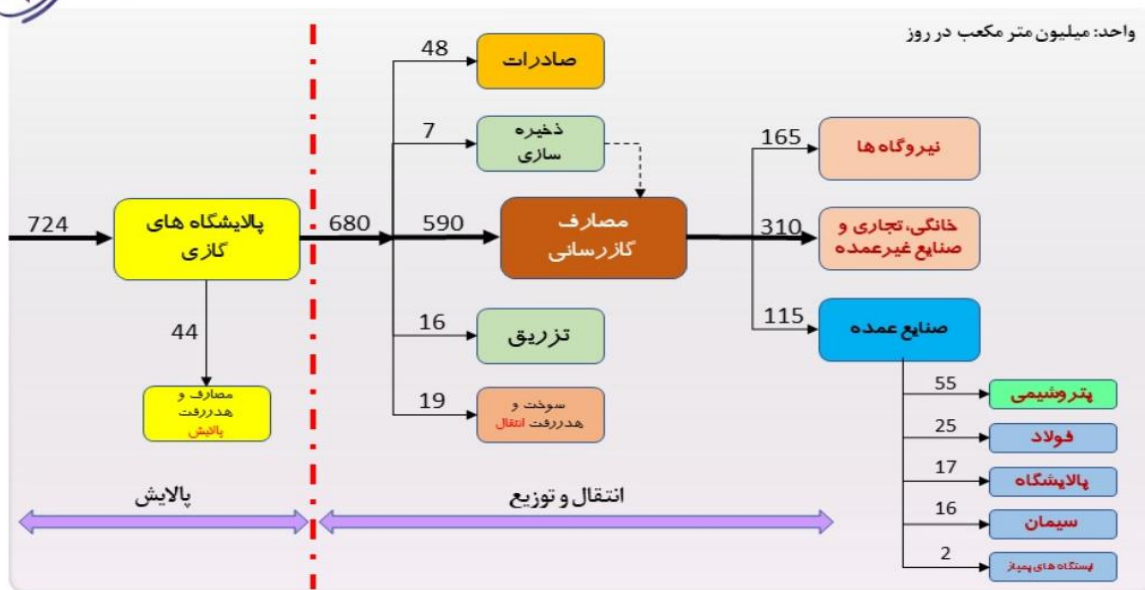 واحد: میلیون متر مکعب در روز
724
پالایشگاه های
گازی
44
مصارف و
هدررفت
پالایش
680
48
صادرات
7
ذخیره
سازی
590
مصارف
گازرسانی
16
تزریق
19
سوخت و
هدررفت انتقال
165
نیروگاه ها
310
خانگی، تجاری و
صنایع غیرعمده
115
صنایع عمده
55
پتروشیمی
25
فولاد
17
پالایشگاه
16
سیمان
2
ایستگاه های پمپاژ
پالایش
انتقال و توزیع